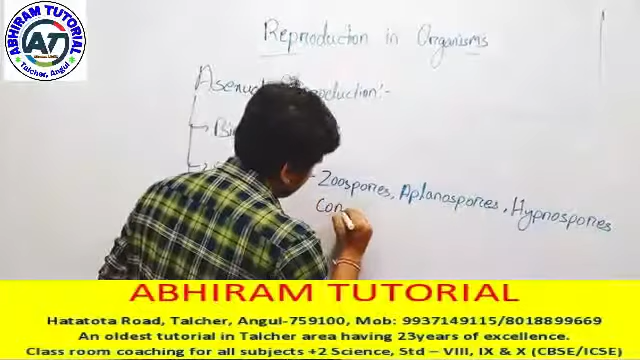 ABHIRAM TUTORIAL
AT
Talcher, Angul
Reproduction in Organisms
Asexual Reproduction:-
Zoospores, Aplanospores, Hypnospores
Con
ABHIRAM TUTORIAL
Hatatota Road, Talcher, Angul-759100, Mob: 9937149115/8018899669
An oldest tutorial in Talcher area having 23years of excellence.
Class room coaching for all subjects +2 Science, Std – VIII, IX & X (CBSE/ICSE)